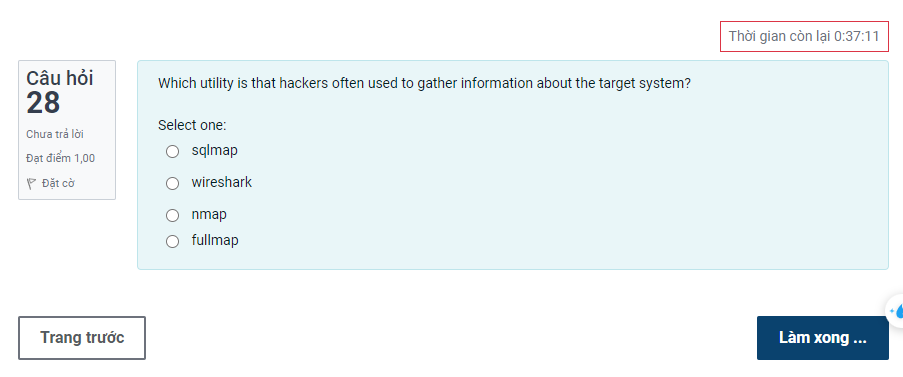 Thời gian còn lại 0:37:11
Câu hỏi
28
Chưa trả lời
Đạt điểm 1,00
Đặt cờ
Which utility is that hackers often used to gather information about the target system?
Select one:
sqlmap
wireshark
nmap
fullmap
Trang trước
Làm xong ...